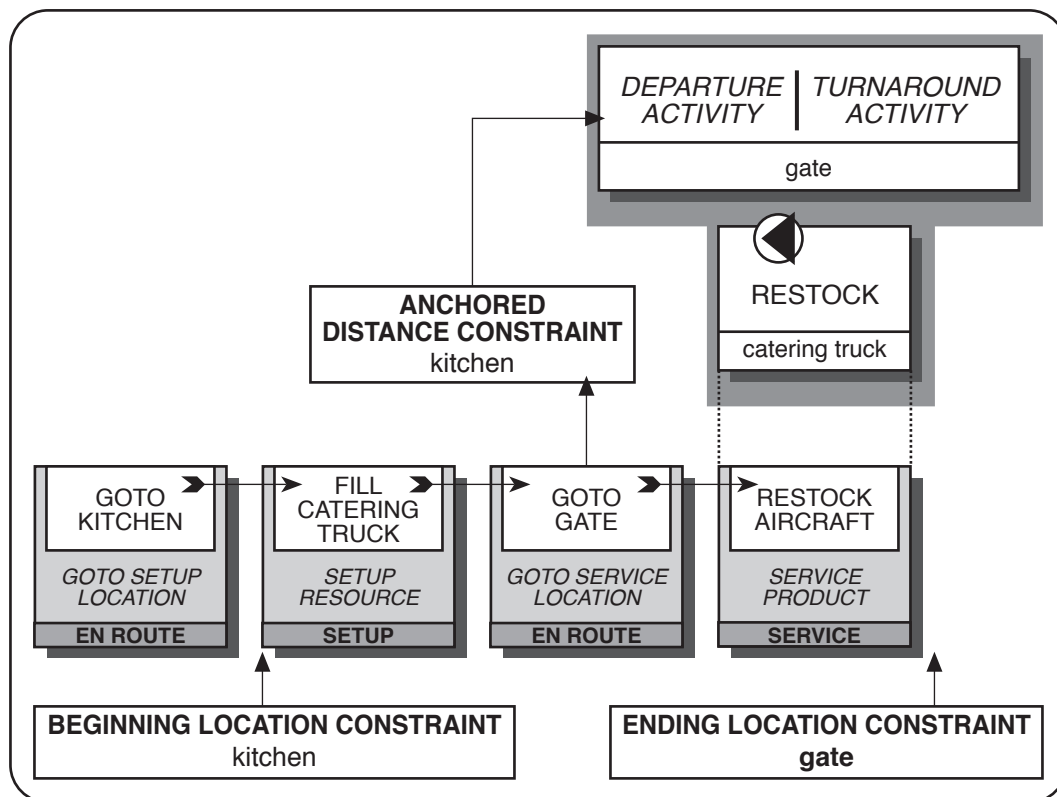 DEPARTURE
ACTIVITY
TURNAROUND
ACTIVITY
gate
RESTOCK
catering truck
ANCHORED
DISTANCE CONSTRAINT
kitchen
GOTO
KITCHEN
GOTO SETUP
LOCATION
EN ROUTE
FILL
CATERING
TRUCK
SETUP
RESOURCE
SETUP
GOTO
GATE
GOTO SERVICE
LOCATION
EN ROUTE
RESTOCK
AIRCRAFT
SERVICE
PRODUCT
SERVICE
BEGINNING LOCATION CONSTRAINT
kitchen
ENDING LOCATION CONSTRAINT
gate